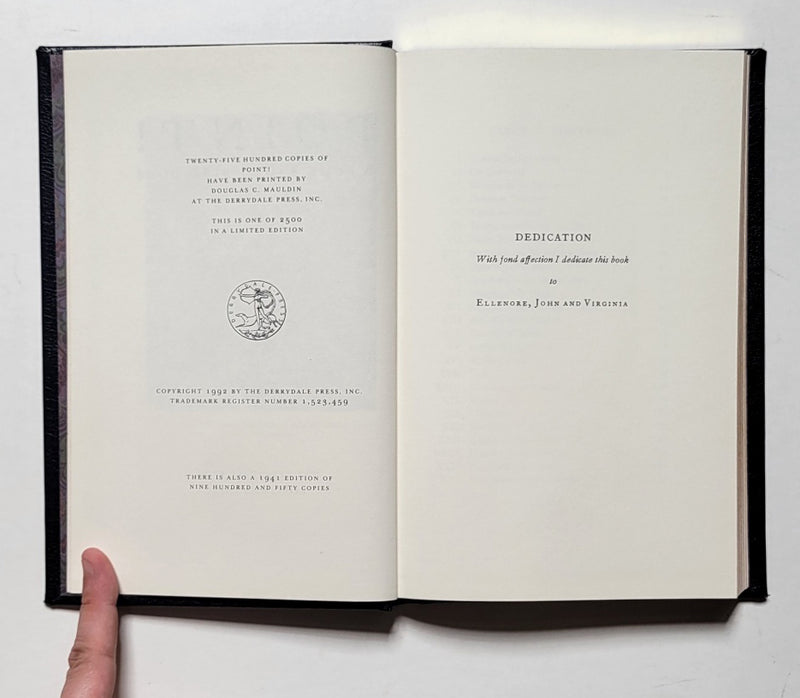 TWENTY-FIVE HUNDRED COPIES OF
POINT!
HAVE BEEN PRINTED BY
DOUGLAS C. MAULDIN
AT THE DERRYDALE PRESS, INC.
THIS IS ONE OF 2500
IN A LIMITED EDITION
DERRYDALE PRESS
COPYRIGHT 1992 BY THE DERRYDALE PRESS, INC.
TRADEMARK REGISTER NUMBER 1,523,459
THERE IS ALSO A 1941 EDITION OF
NINE HUNDRED AND FIFTY COPIES
DEDICATION
With fond affection I dedicate this book
to
ELLENORE, JOHN AND VIRGINIA